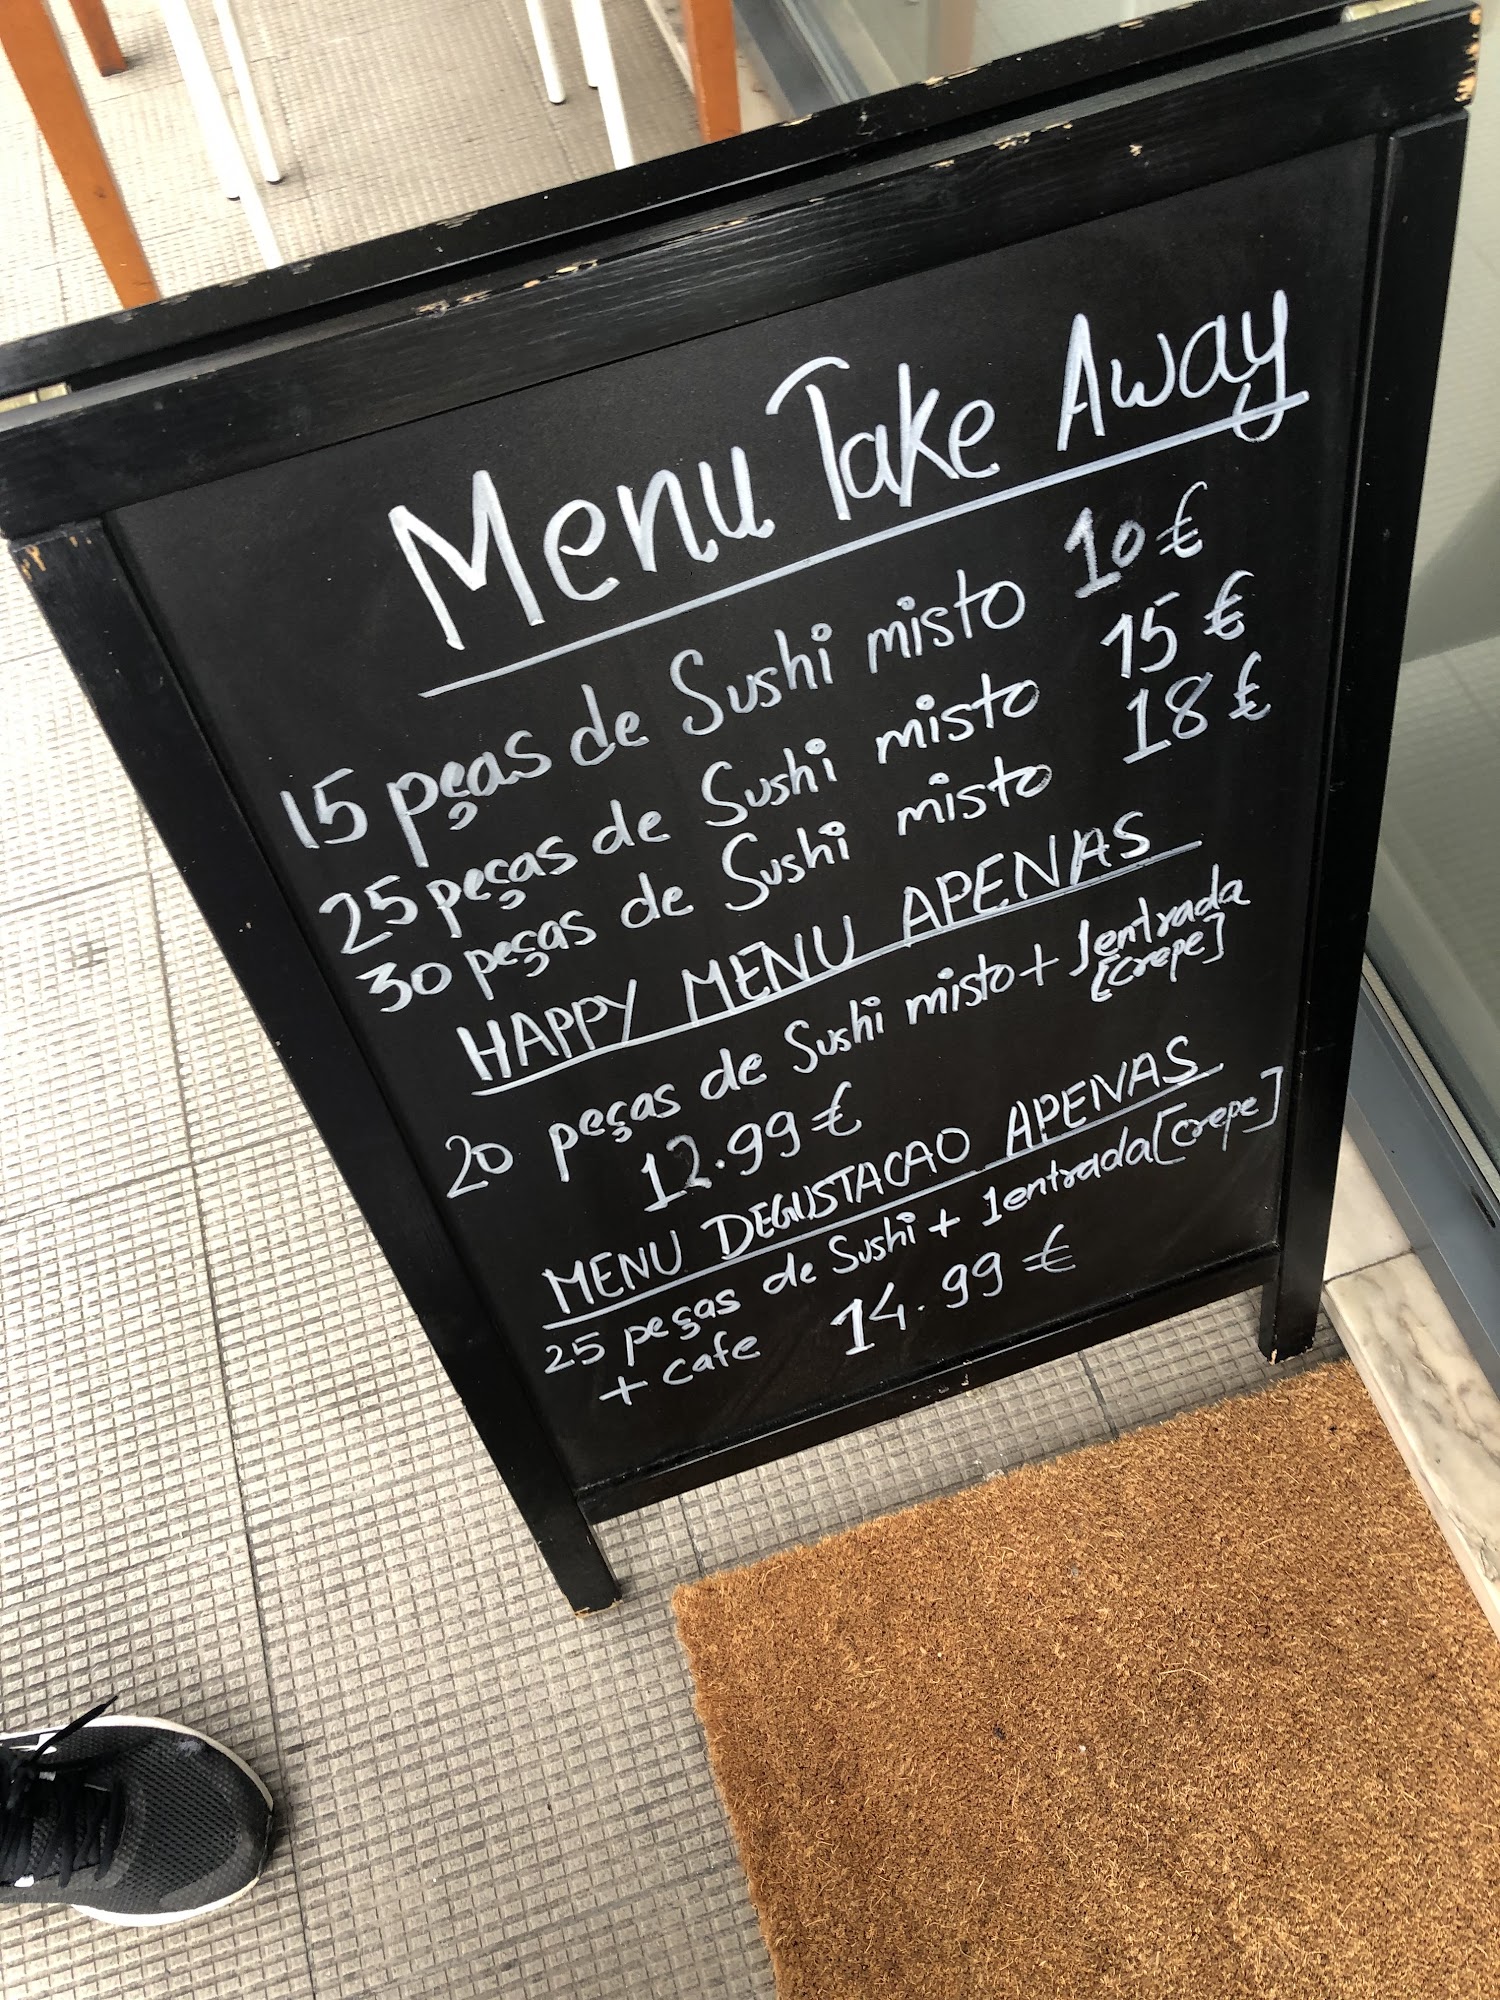 Menu Take Away
15 peças de Sushi misto 10 €
25 peças de Sushi misto 15 €
30 peças de Sushi misto 18 €
HAPPY MENU APENAS
20 peças de Sushi misto + 1entrada
[crepe]
12.99 €
MENU DEGUSTACAO APENAS
25 peças de Sushi + 1entrada [crepe]
+ cafe 14.99 €